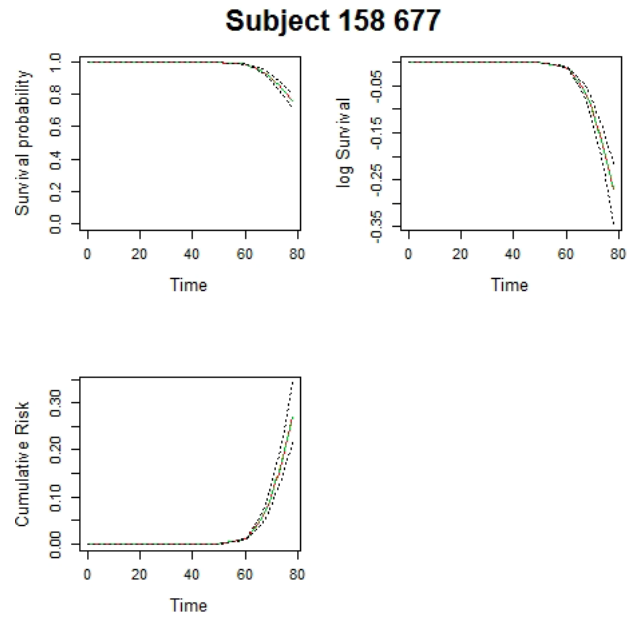 Subject 158 677
Survival probability
0.0 0.2 0.4 0.6 0.8 1.0
0 20 40 60 80
Time
log Survival
-0.35 -0.25 -0.15 -0.05
0 20 40 60 80
Time
Cumulative Risk
0.00 0.10 0.20 0.30
0 20 40 60 80
Time